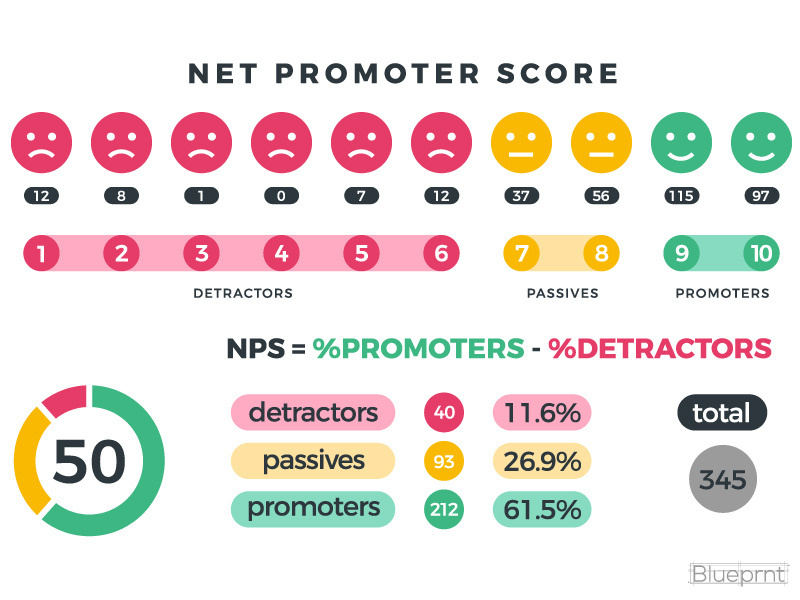 NET PROMOTER SCORE
12 8 1 0 7 12 37 56 115 97
1 2 3 4 5 6 7 8 9 10
DETRACTORS PASSIVES PROMOTERS
NPS = %PROMOTERS - %DETRACTORS
detractors 40 11.6% total
passives 93 26.9% 345
promoters 212 61.5%
50
Blueprnt